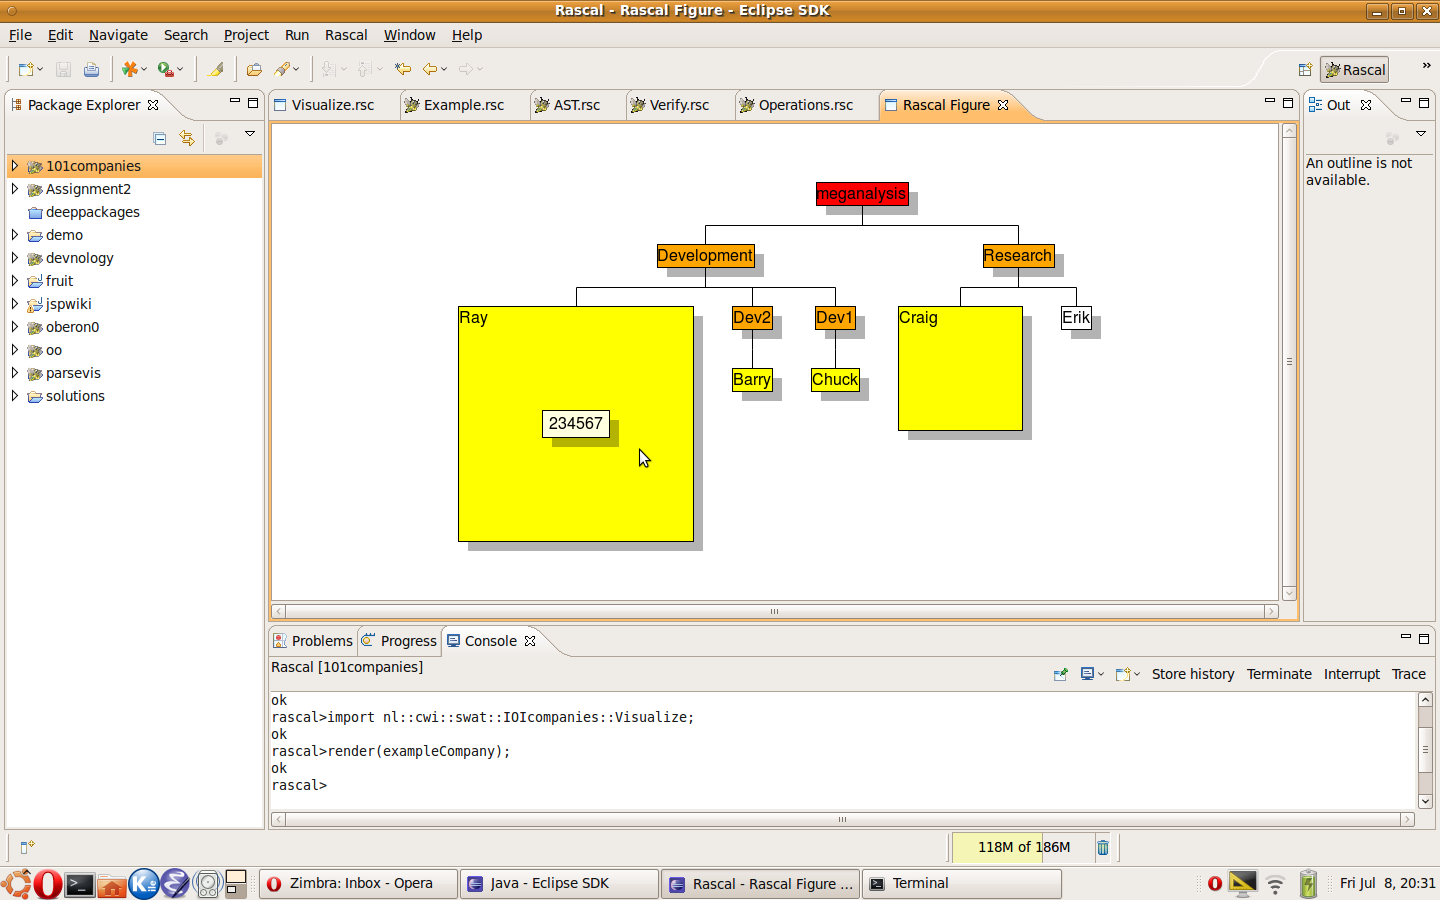 Rascal - Rascal Figure - Eclipse SDK
File Edit Navigate Search Project Run Rascal Window Help
Rascal »
Package Explorer
Visualize.rsc Example.rsc AST.rsc Verify.rsc Operations.rsc Rascal Figure
Out
101companies
Assignment2
deeppackages
demo
devnology
fruit
jspwiki
oberon0
oo
parsevis
solutions
An outline is not
available.
meganalysis
Development Research
Ray Dev2 Dev1 Craig Erik
Barry Chuck
234567
Problems Progress Console
Rascal [101companies]
Store history Terminate Interrupt Trace
ok
rascal>import nl::cwi::swat::IOIcompanies::Visualize;
ok
rascal>render(exampleCompany);
ok
rascal>
118M of 186M
Zimbra: Inbox - Opera Java - Eclipse SDK Rascal - Rascal Figure ... Terminal
Fri Jul 8, 20:31